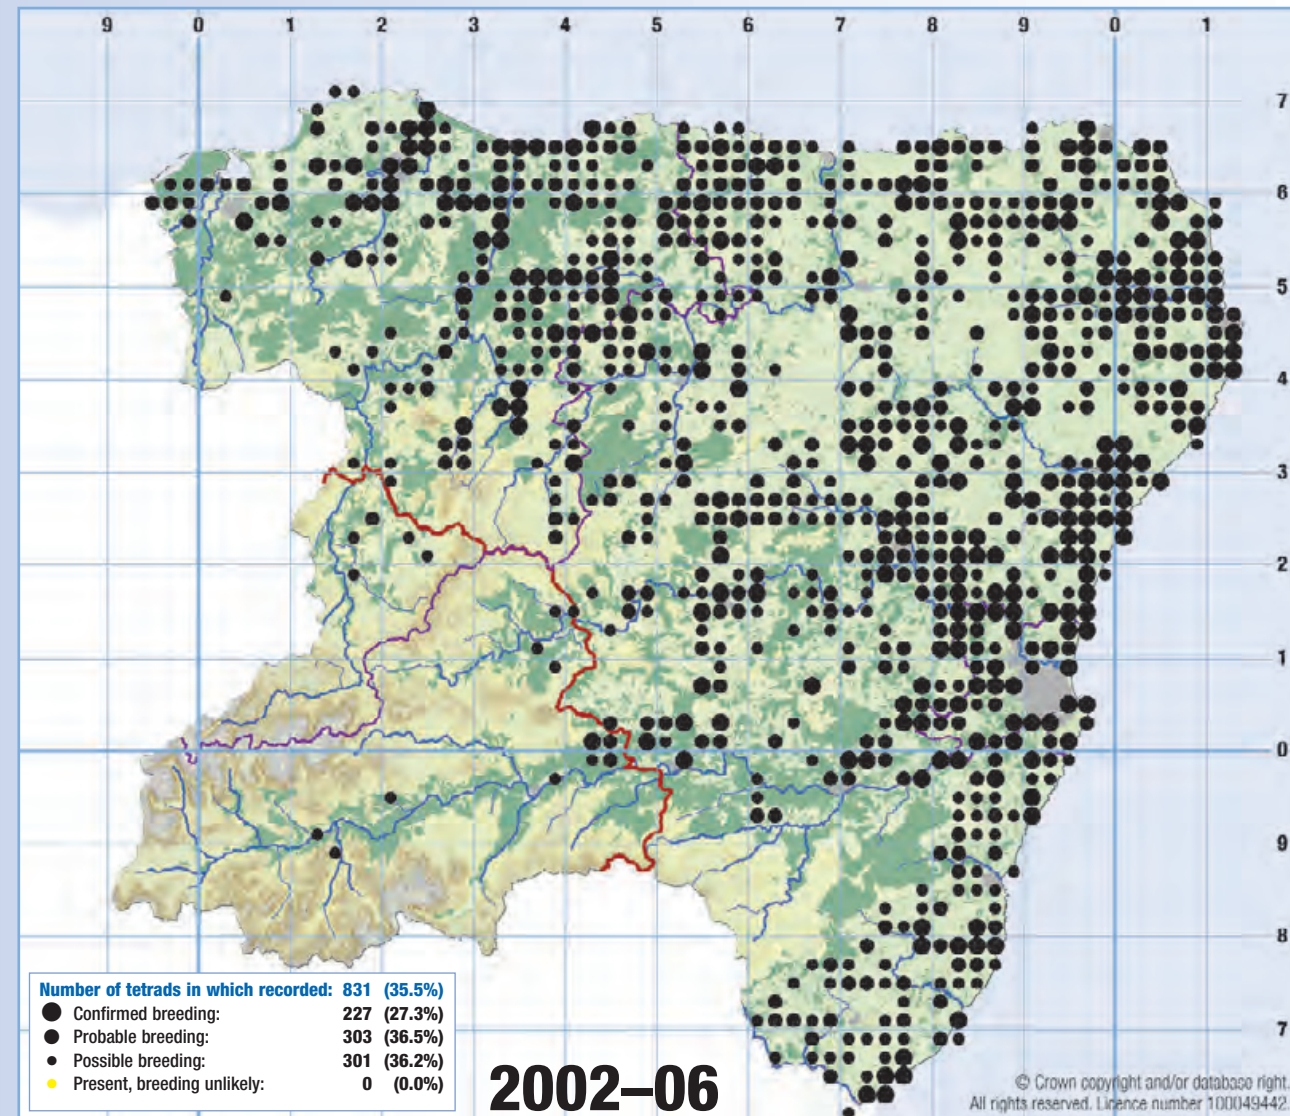 9 0 1 2 3 4 5 6 7 8 9 0 1
7
6
5
4
3
2
1
0
9
8
7
Number of tetrads in which recorded: 831 (35.5%)
Confirmed breeding: 227 (27.3%)
Probable breeding: 303 (36.5%)
Possible breeding: 301 (36.2%)
Present, breeding unlikely: 0 (0.0%)
2002–06
© Crown copyright and/or database right.
All rights reserved. Licence number 100049442